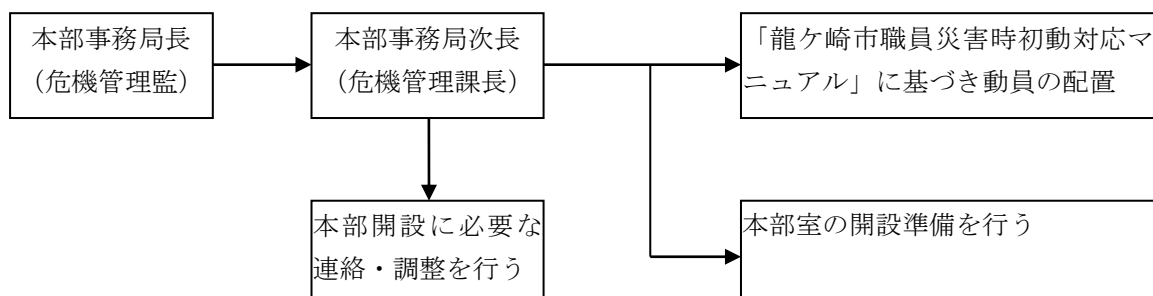 本部事務局長
（危機管理監）
本部事務局次長
（危機管理課長）
「龍ケ崎市職員災害時初動対応マ
ニュアル」に基づき動員の配置
本部開設に必要な
連絡・調整を行う
本部室の開設準備を行う